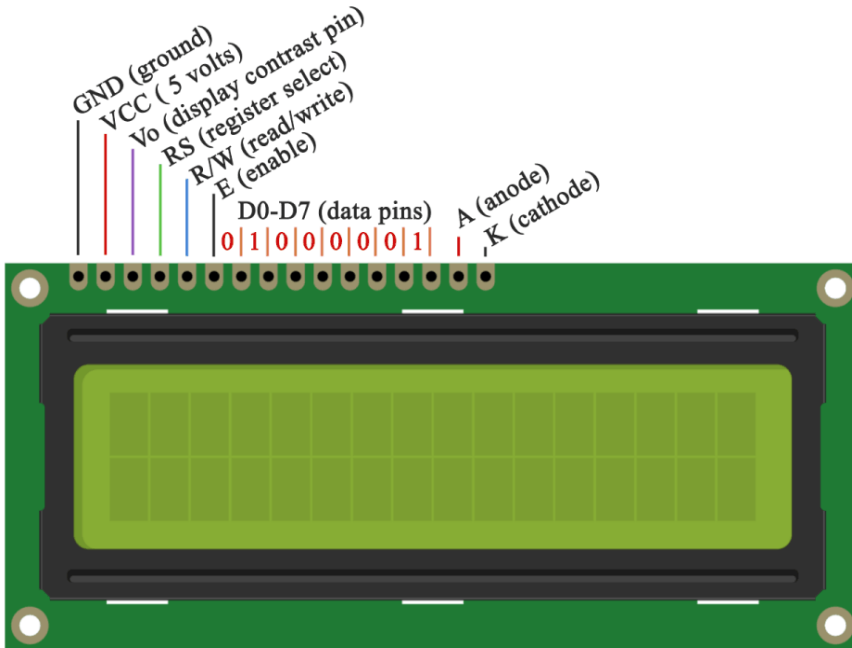 GND (ground)
VCC ( 5 volts)
Vo (display contrast pin)
RS (register select)
R/W (read/write)
E (enable)
D0-D7 (data pins)
0 1 0 0 0 0 0 1
A (anode)
K (cathode)